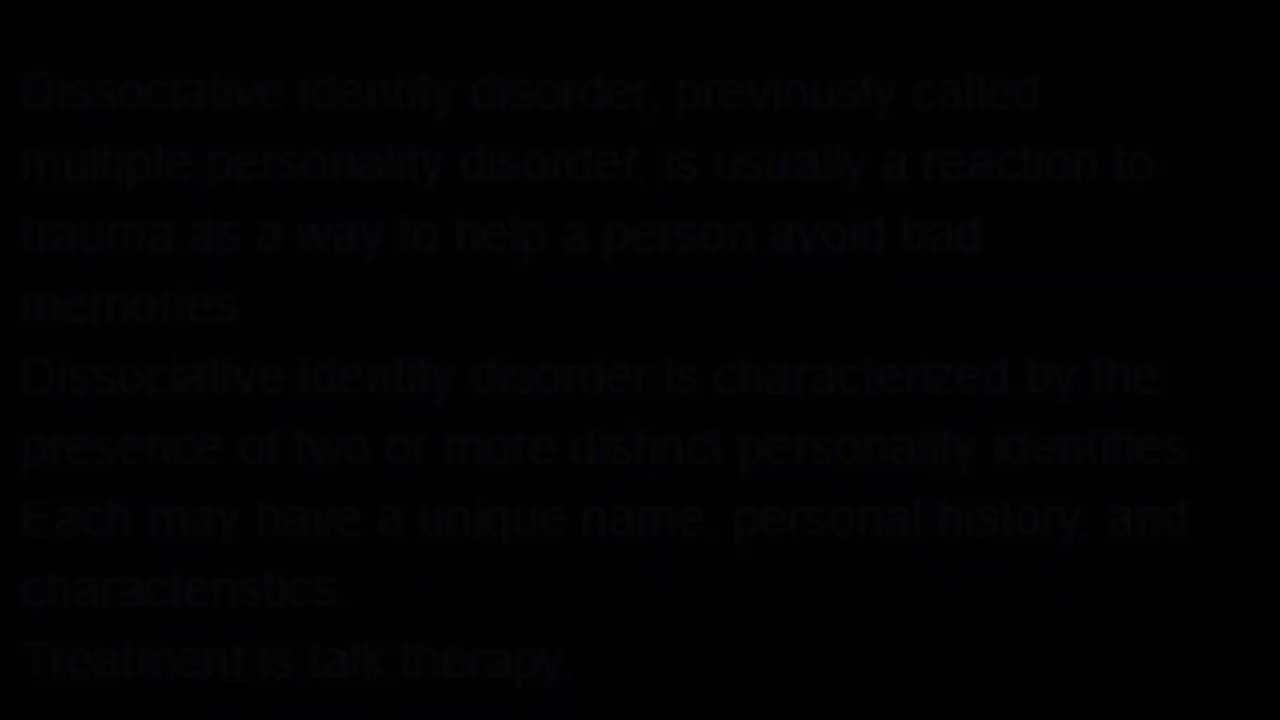 Dissociative identity disorder, previously called
multiple personality disorder, is usually a reaction to
trauma as a way to help a person avoid bad
memories
Dissociative identity disorder is characterized by the
presence of two or more distinct personality identities.
Each may have a unique name, personal history, and
characteristics.
Treatment is talk therapy.